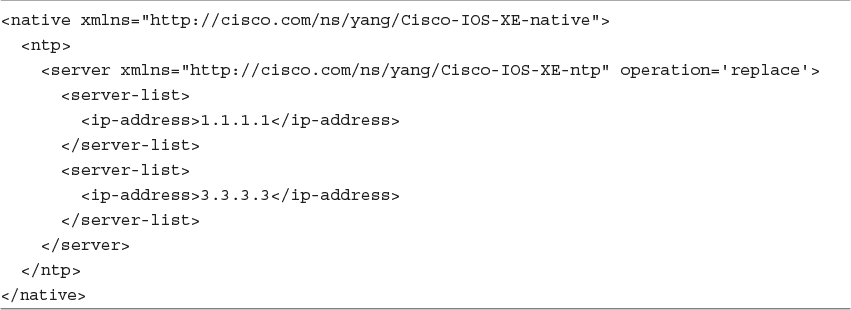 <native xmlns="http://cisco.com/ns/yang/Cisco-IOS-XE-native">
  <ntp>
    <server xmlns="http://cisco.com/ns/yang/Cisco-IOS-XE-ntp" operation='replace'>
      <server-list>
        <ip-address>1.1.1.1</ip-address>
      </server-list>
      <server-list>
        <ip-address>3.3.3.3</ip-address>
      </server-list>
    </server>
  </ntp>
</native>